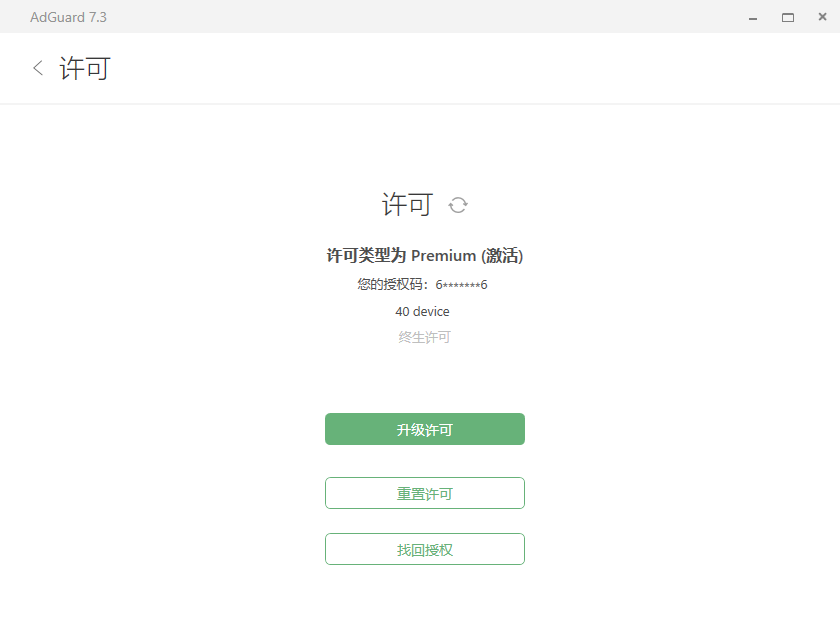 AdGuard 7.3
许可
许可
许可类型为 Premium (激活)
您的授权码：6*******6
40 device
终生许可
升级许可
重置许可
找回授权